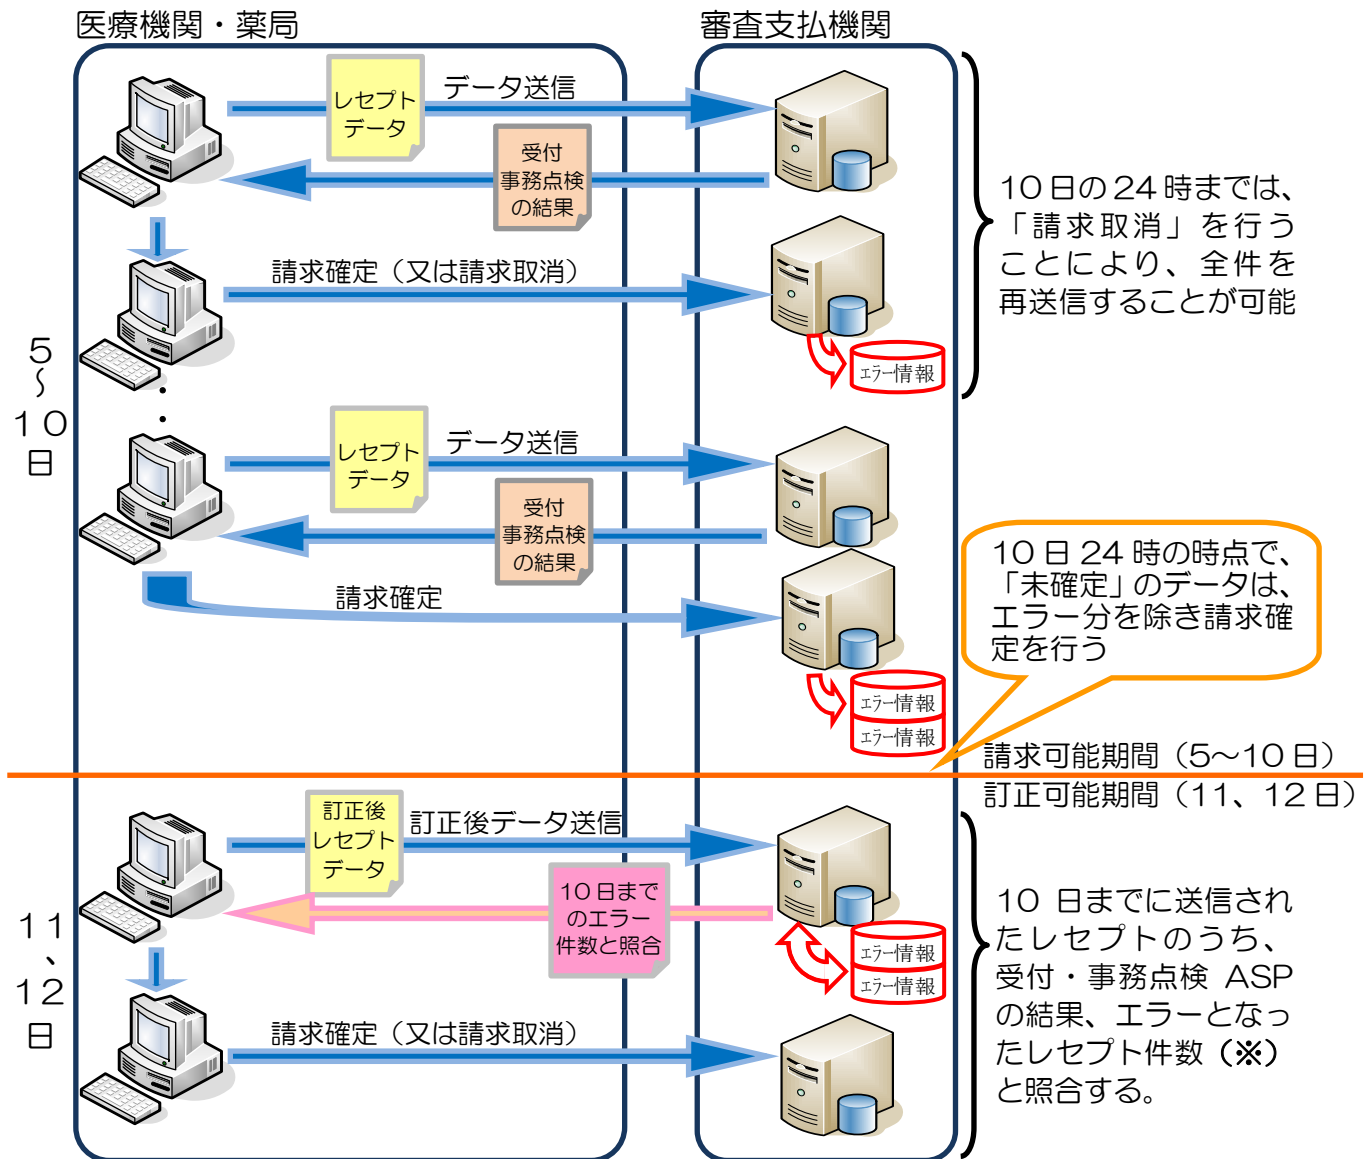 医療機関・薬局
審査支払機関
レセプト
データ
データ送信
受付
事務点検
の結果
10日の24時までは、
「請求取消」を行う
ことにより、全件を
再送信することが可能
請求確定（又は請求取消）
エラー情報
5
～
10
日
レセプト
データ
データ送信
受付
事務点検
の結果
請求確定
10日24時の時点で、
「未確定」のデータは、
エラー分を除き請求確
定を行う
エラー情報
エラー情報
請求可能期間（5～10日）
訂正可能期間（11、12日）
訂正後
レセプト
データ
訂正後データ送信
10日まで
のエラー
件数と照合
エラー情報
エラー情報
11
、
12
日
10 日までに送信され
たレセプトのうち、
受付・事務点検 ASP
の結果、エラーとなっ
たレセプト件数（※）
と照合する。
請求確定（又は請求取消）